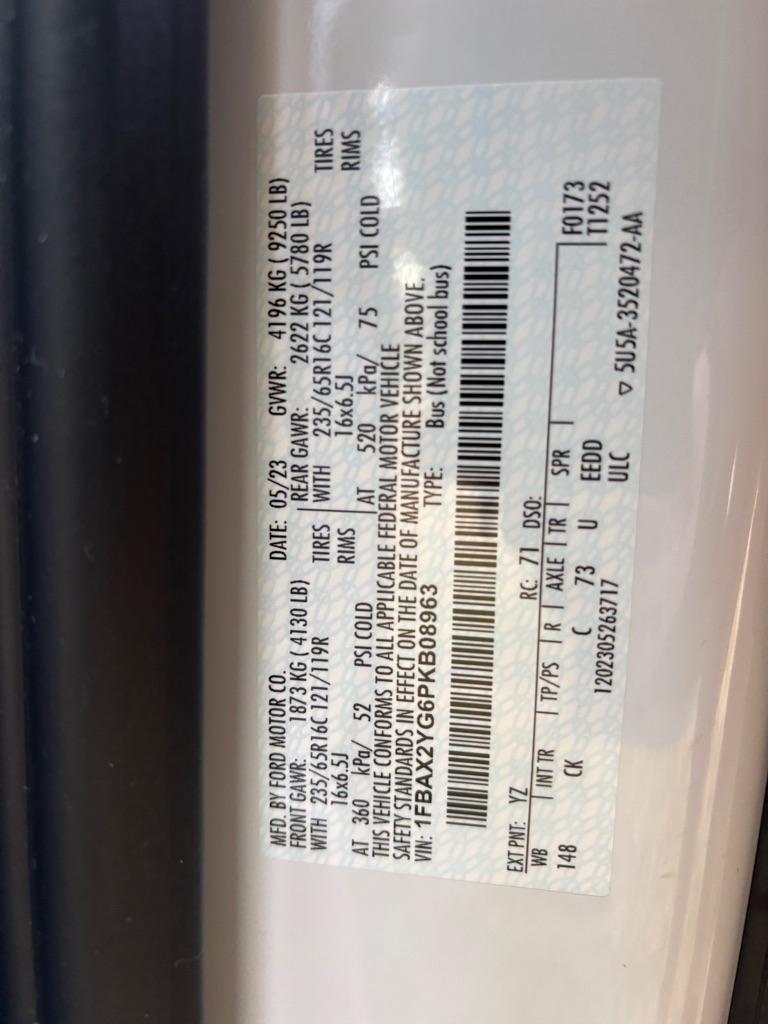 MFD. BY FORD MOTOR CO.
DATE: 05/23 GVWR: 4196 KG ( 9250 LB)
FRONT GAWR: 1873 KG ( 4130 LB)
REAR GAWR: 2622 KG ( 5780 LB)
WITH 235/65R16C 121/119R TIRES
WITH 235/65R16C 121/119R TIRES
16x6.5J RIMS
16x6.5J RIMS
AT 360 kPa/ 52 PSI COLD
AT 520 kPa/ 75 PSI COLD
THIS VEHICLE CONFORMS TO ALL APPLICABLE FEDERAL MOTOR VEHICLE
SAFETY STANDARDS IN EFFECT ON THE DATE OF MANUFACTURE SHOWN ABOVE.
VIN: 1FBAX2YG6PKB08963 TYPE: Bus (Not school bus)
EXT PNT: YZ RC: 71 DSO:
WB INT TR TP/PS R AXLE TR SPR F0173
148 CK C 73 U EEDD T1252
1202305263717 ULC ▽ 5U5A-3520472-AA